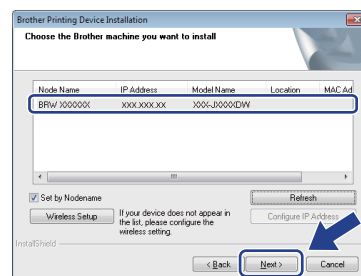 Brother Printing Device Installation
Choose the Brother machine you want to install
Node Name IP Address Model Name Location MAC Ad
BRW XXXXXX XXX.XXX.XX XXX-JXXXXDW
Set by Nodename Refresh
Wireless Setup Configure IP Address
If your device does not appear in
the list, please configure the
wireless setting.
InstallShield
< Back Next > Cancel